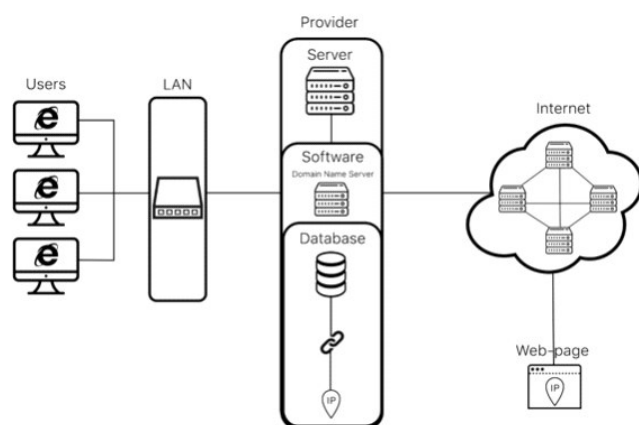 Provider
Server
Users
LAN
Internet
Software
Domain Name Server
Database
Web-page
IP
IP